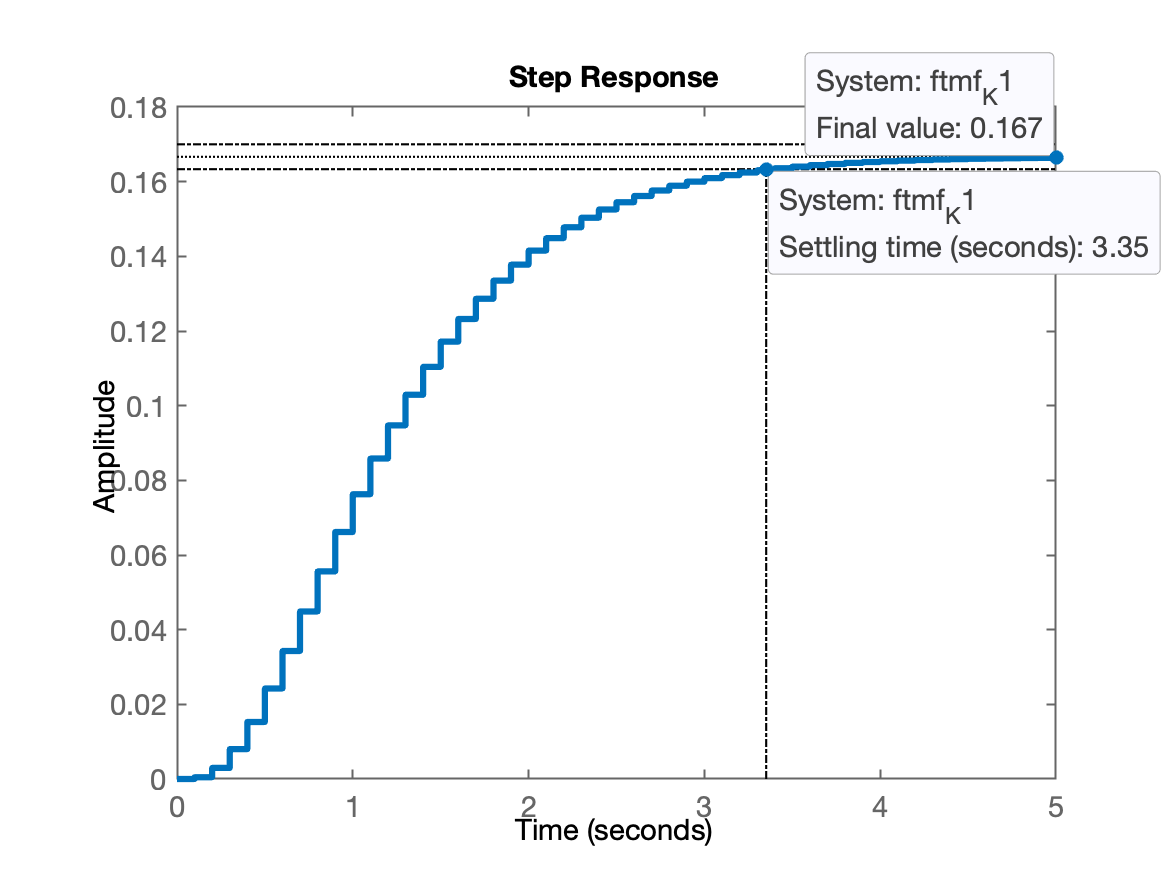 Step Response
System: ftmf_K1
Final value: 0.167
System: ftmf_K1
Settling time (seconds): 3.35
Amplitude
0.18
0.16
0.14
0.12
0.1
0.08
0.06
0.04
0.02
0
0 1 2 3 4 5
Time (seconds)